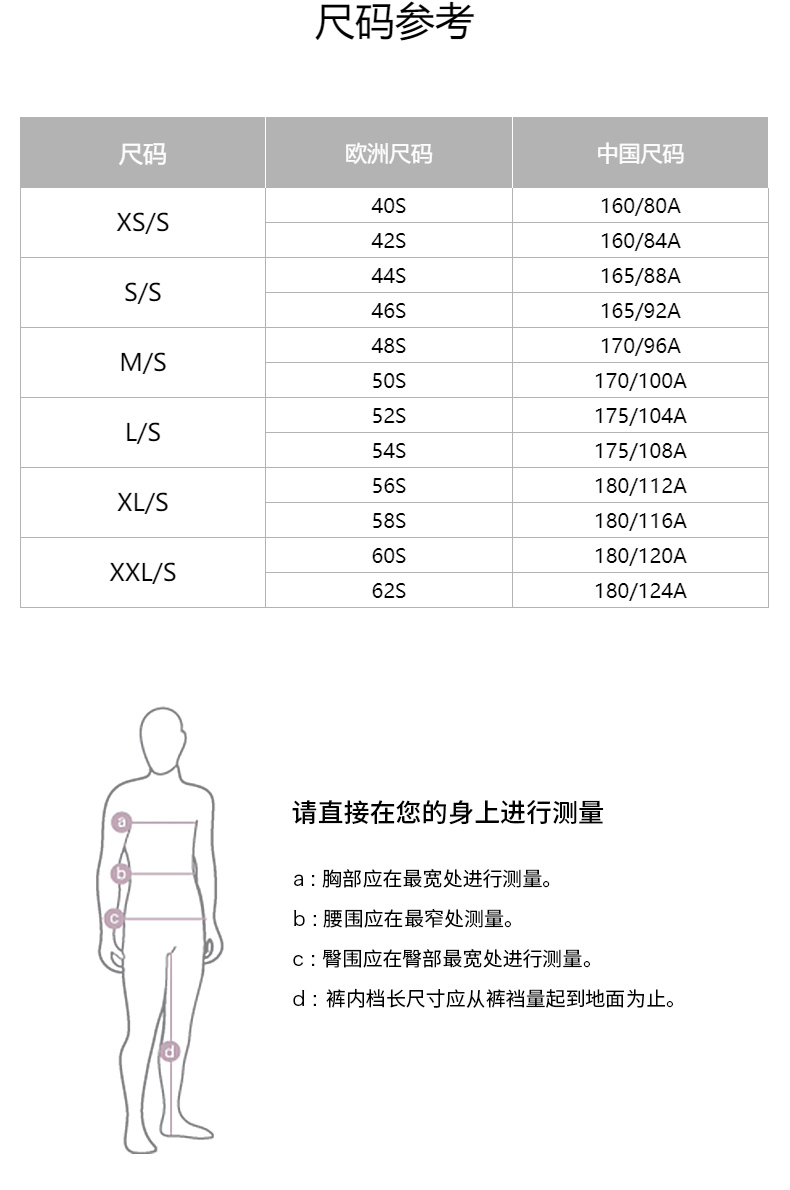 尺码参考
尺码 欧洲尺码 中国尺码
XS/S 40S 160/80A
42S 160/84A
S/S 44S 165/88A
46S 165/92A
M/S 48S 170/96A
50S 170/100A
L/S 52S 175/104A
54S 175/108A
XL/S 56S 180/112A
58S 180/116A
XXL/S 60S 180/120A
62S 180/124A
请直接在您的身上进行测量
a : 胸部应在最宽处进行测量。
b : 腰围应在最窄处测量。
c : 臀围应在臀部最宽处进行测量。
d : 裤内档长尺寸应从裤裆量起到地面为止。
a
b
c
d